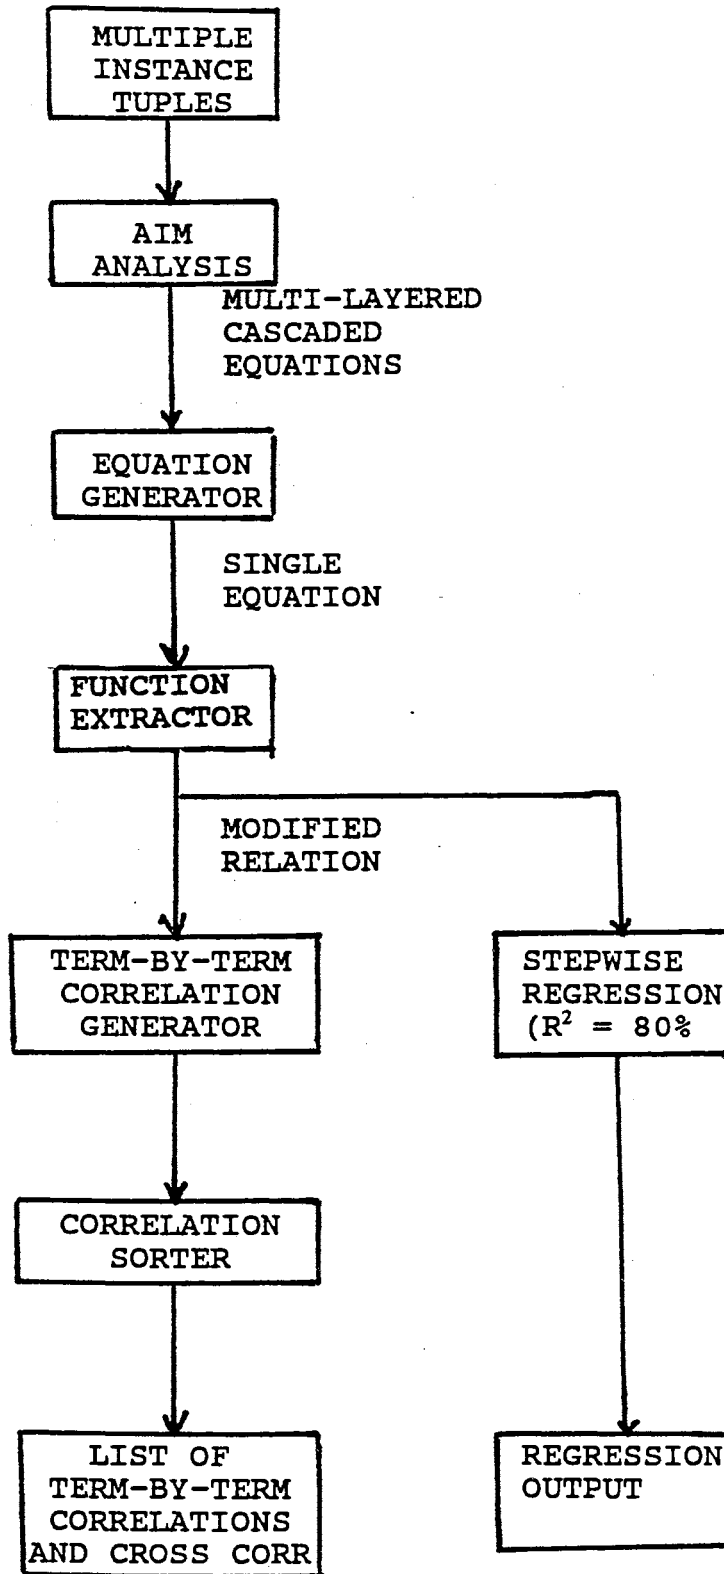 MULTIPLE
INSTANCE
TUPLES
AIM
ANALYSIS
MULTI-LAYERED
CASCADED
EQUATIONS
EQUATION
GENERATOR
SINGLE
EQUATION
FUNCTION
EXTRACTOR
MODIFIED
RELATION
TERM-BY-TERM
CORRELATION
GENERATOR
STEPWISE
REGRESSION
(R² = 80%
CORRELATION
SORTER
LIST OF
TERM-BY-TERM
CORRELATIONS
AND CROSS CORR
REGRESSION
OUTPUT